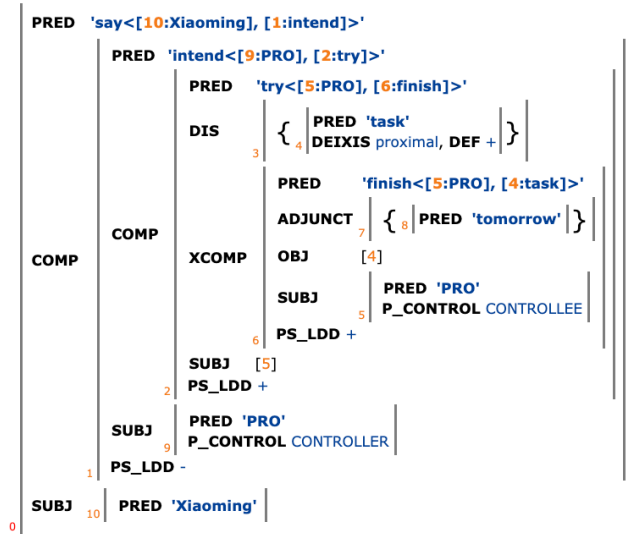 PRED 'say<[10:Xiaoming], [1:intend]>'
PRED 'intend<[9:PRO], [2:try]>'
PRED 'try<[5:PRO], [6:finish]>'
DIS 3 { 4 PRED 'task'
DEIXIS proximal, DEF + }
PRED 'finish<[5:PRO], [4:task]>'
ADJUNCT 7 { 8 PRED 'tomorrow' }
COMP COMP XCOMP OBJ [4]
SUBJ 5 PRED 'PRO'
P_CONTROL CONTROLLEE
6 PS_LDD +
SUBJ [5]
2 PS_LDD +
SUBJ 9 PRED 'PRO'
P_CONTROL CONTROLLER
1 PS_LDD -
0 SUBJ 10 PRED 'Xiaoming'